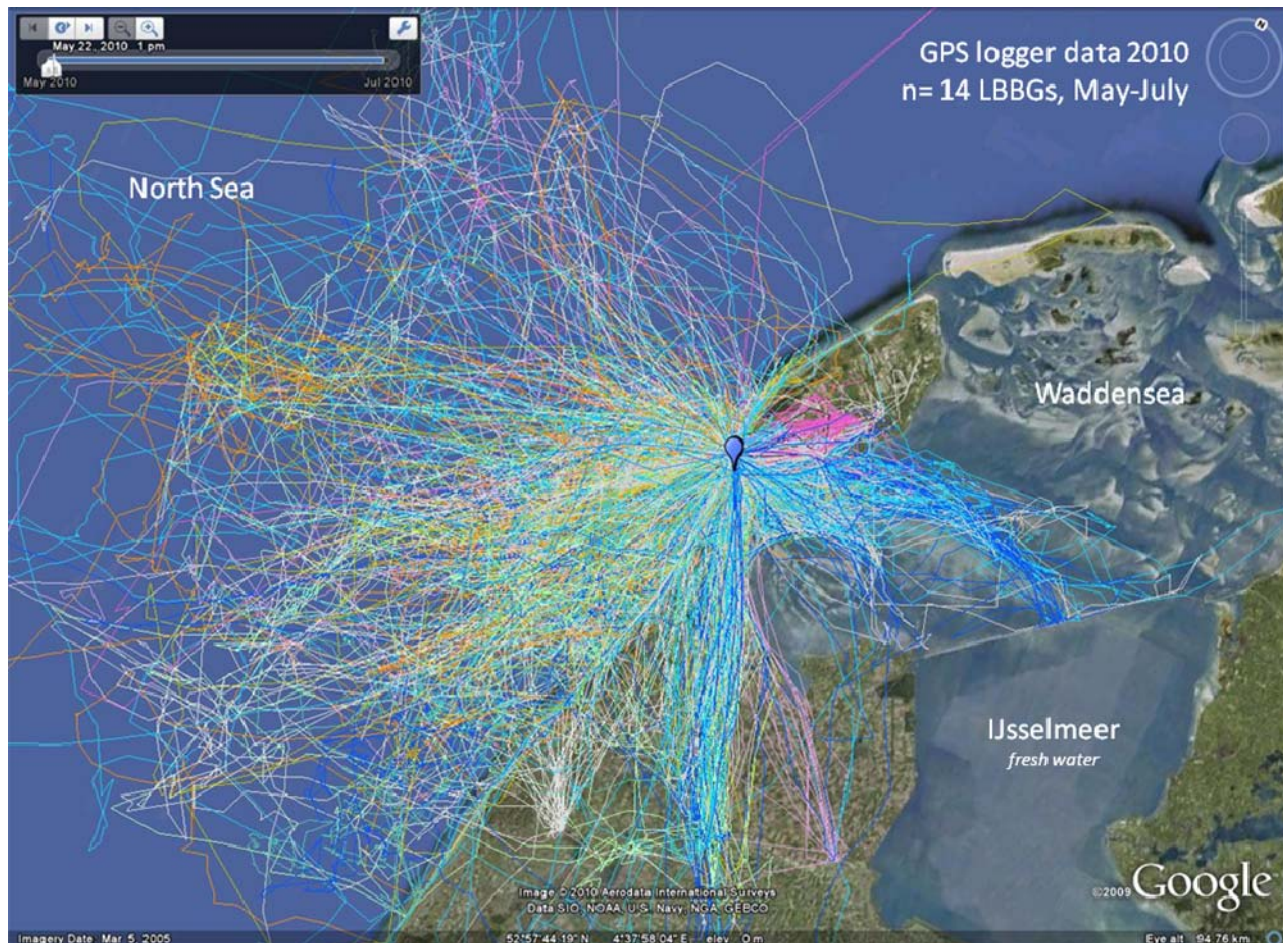 May 22, 2010 1 pm
May 2010
Jul 2010
N
GPS logger data 2010
n= 14 LBBGs, May-July
North Sea
Waddensea
IJsselmeer
fresh water
Image © 2010 Aerodata International Surveys
Data SIO, NOAA, U.S. Navy, NGA, GEBCO
©2009 Google
Imagery Date: Mar 5, 2005
52°57'44.19" N 4°37'58.04" E elev 0 m
Eye alt 94.76 km